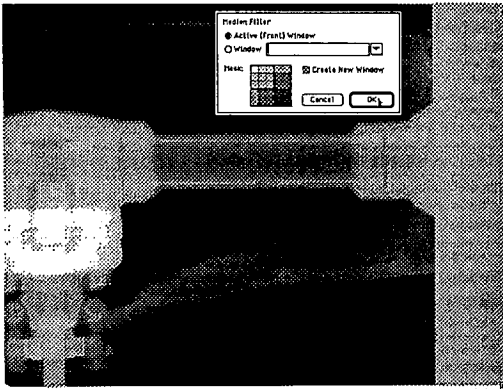 Median Filter
Active (Front) Window
Window
Mask:
Create New Window
Cancel
OK